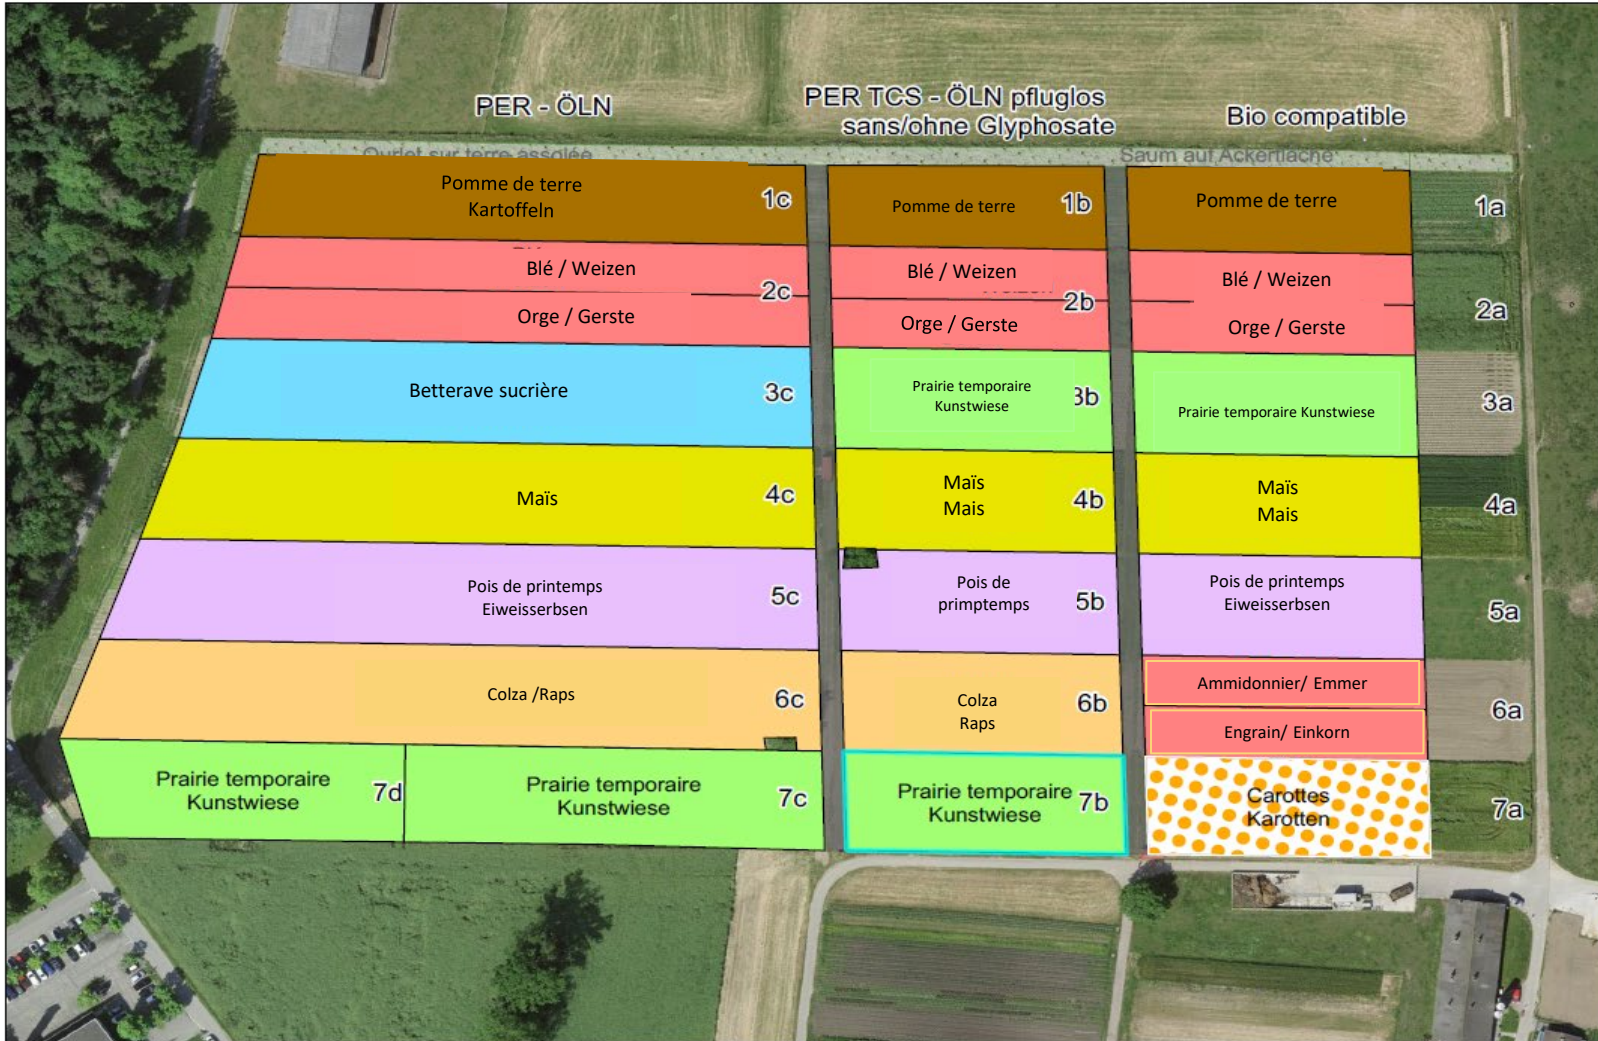 PER - ÖLN
PER TCS - ÖLN pfluglos
sans/ohne Glyphosate
Bio compatible
Ourlet sur terre assolée
Saum auf Ackerfläche
Pomme de terre
Kartoffeln
1c
Pomme de terre
1b
Pomme de terre
1a
Blé / Weizen
Orge / Gerste
2c
Blé / Weizen
Orge / Gerste
2b
Blé / Weizen
Orge / Gerste
2a
Betterave sucrière
3c
Prairie temporaire
Kunstwiese
3b
Prairie temporaire Kunstwiese
3a
Maïs
4c
Maïs
Mais
4b
Maïs
Mais
4a
Pois de printemps
Eiweisserbsen
5c
Pois de
primptemps
5b
Pois de printemps
Eiweisserbsen
5a
Colza /Raps
6c
Colza
Raps
6b
Ammidonnier/ Emmer
Engrain/ Einkorn
6a
Prairie temporaire
Kunstwiese
7d
Prairie temporaire
Kunstwiese
7c
Prairie temporaire
Kunstwiese
7b
Carottes
Karotten
7a